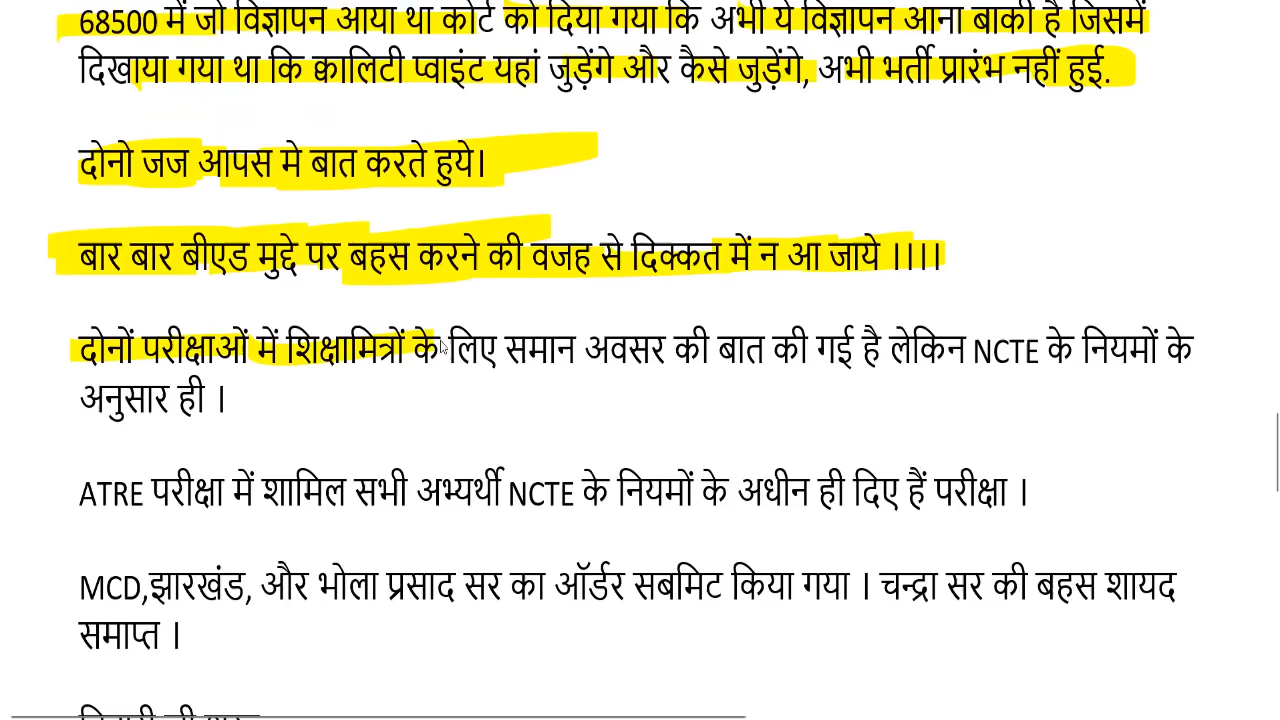 68500 में जो विज्ञापन आया था कोर्ट को दिया गया कि अभी ये विज्ञापन आना बाकी है जिसमें
दिखाया गया था कि क्वालिटी प्वाइंट यहां जुड़ेंगे और कैसे जुड़ेंगे, अभी भर्ती प्रारंभ नहीं हुई.
दोनो जज आपस मे बात करते हुये।
बार बार बीएड मुद्दे पर बहस करने की वजह से दिक्कत में न आ जाये ।।।।
दोनों परीक्षाओं में शिक्षामित्रों के लिए समान अवसर की बात की गई है लेकिन NCTE के नियमों के
अनुसार ही ।
ATRE परीक्षा में शामिल सभी अभ्यर्थी NCTE के नियमों के अधीन ही दिए हैं परीक्षा ।
MCD,झारखंड, और भोला प्रसाद सर का ऑर्डर सबमिट किया गया । चन्द्रा सर की बहस शायद
समाप्त ।